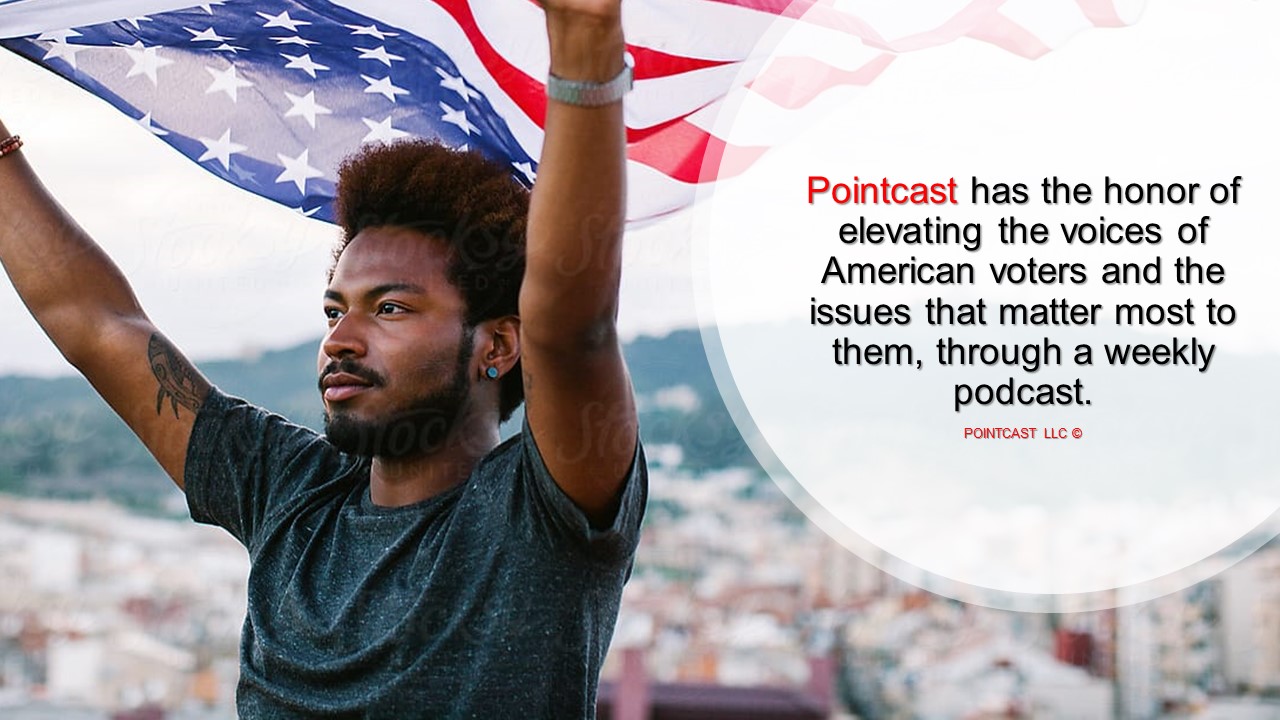 Pointcast has the honor of
elevating the voices of
American voters and the
issues that matter most to
them, through a weekly
podcast.
POINTCAST LLC ©